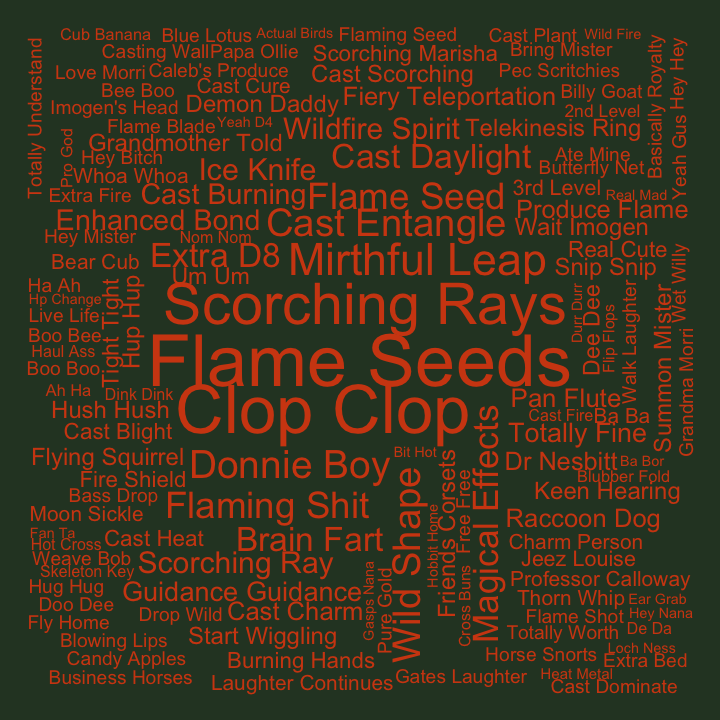 Cub Banana
Blue Lotus
Actual Birds
Flaming Seed
Cast Plant
Wild Fire
Casting Wall
Papa Ollie
Scorching Marisha
Bring Mister
Love Morri
Caleb's Produce
Cast Scorching
Pec Scritchies
Bee Boo
Cast Cure
Fiery Teleportation
Billy Goat
Imogen's Head
Demon Daddy
2nd Level
Totally Understand
Basically Royalty
Yeah Gus Hey Hey
Flame Blade
Yeah D4
Wildfire Spirit
Telekinesis Ring
Pro God
Grandmother Told
Cast Daylight
Ate Mine
Hey Bitch
Butterfly Net
Whoa Whoa
Ice Knife
3rd Level
Real Mad
Extra Fire
Cast Burning
Flame Seed
Produce Flame
Enhanced Bond
Cast Entangle
Wait Imogen
Hey Mister
Nom Nom
Real Cute
Bear Cub
Extra D8
Mirthful Leap
Snip Snip
Um Um
Ha Ah
Hp Change
Scorching Rays
Live Life
Tight Tight
Hup Hup
Durr Durr
Dee Dee
Flip Flops
Walk Laughter
Summon Mister
Wet Willy
Grandma Morri
Boo Bee
Haul Ass
Flame Seeds
Boo Boo
Ah Ha
Dink Dink
Clop Clop
Pan Flute
Hush Hush
Cast Fire
Ba Ba
Cast Blight
Totally Fine
Flying Squirrel
Donnie Boy
Bit Hot
Dr Nesbitt
Ba Bor
Fire Shield
Blubber Fold
Bass Drop
Flaming Shit
Wild Shape
Hobbit Home
Friends Corsets
Cross Buns
Free Free
Magical Effects
Keen Hearing
Moon Sickle
Raccoon Dog
Fan Ta
Hot Cross
Cast Heat
Brain Fart
Charm Person
Weave Bob
Scorching Ray
Jeez Louise
Skeleton Key
Gasps Nana
Pure Gold
Professor Calloway
Hug Hug
Guidance Guidance
Thorn Whip
Ear Grab
Doo Dee
Drop Wild
Cast Charm
Flame Shot
Hey Nana
Fly Home
Start Wiggling
Totally Worth
De Da
Blowing Lips
Loch Ness
Candy Apples
Burning Hands
Horse Snorts
Extra Bed
Business Horses
Laughter Continues
Gates Laughter
Heat Metal
Cast Dominate